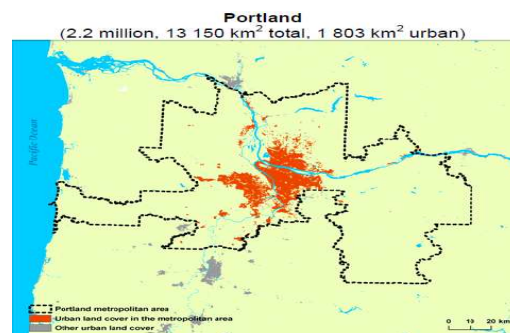 Portland
(2.2 million, 13 150 km² total, 1 803 km² urban)
Pacific Ocean
Portland metropolitan area
Urban land cover in the metropolitan area
Other urban land cover
0 10 20 km